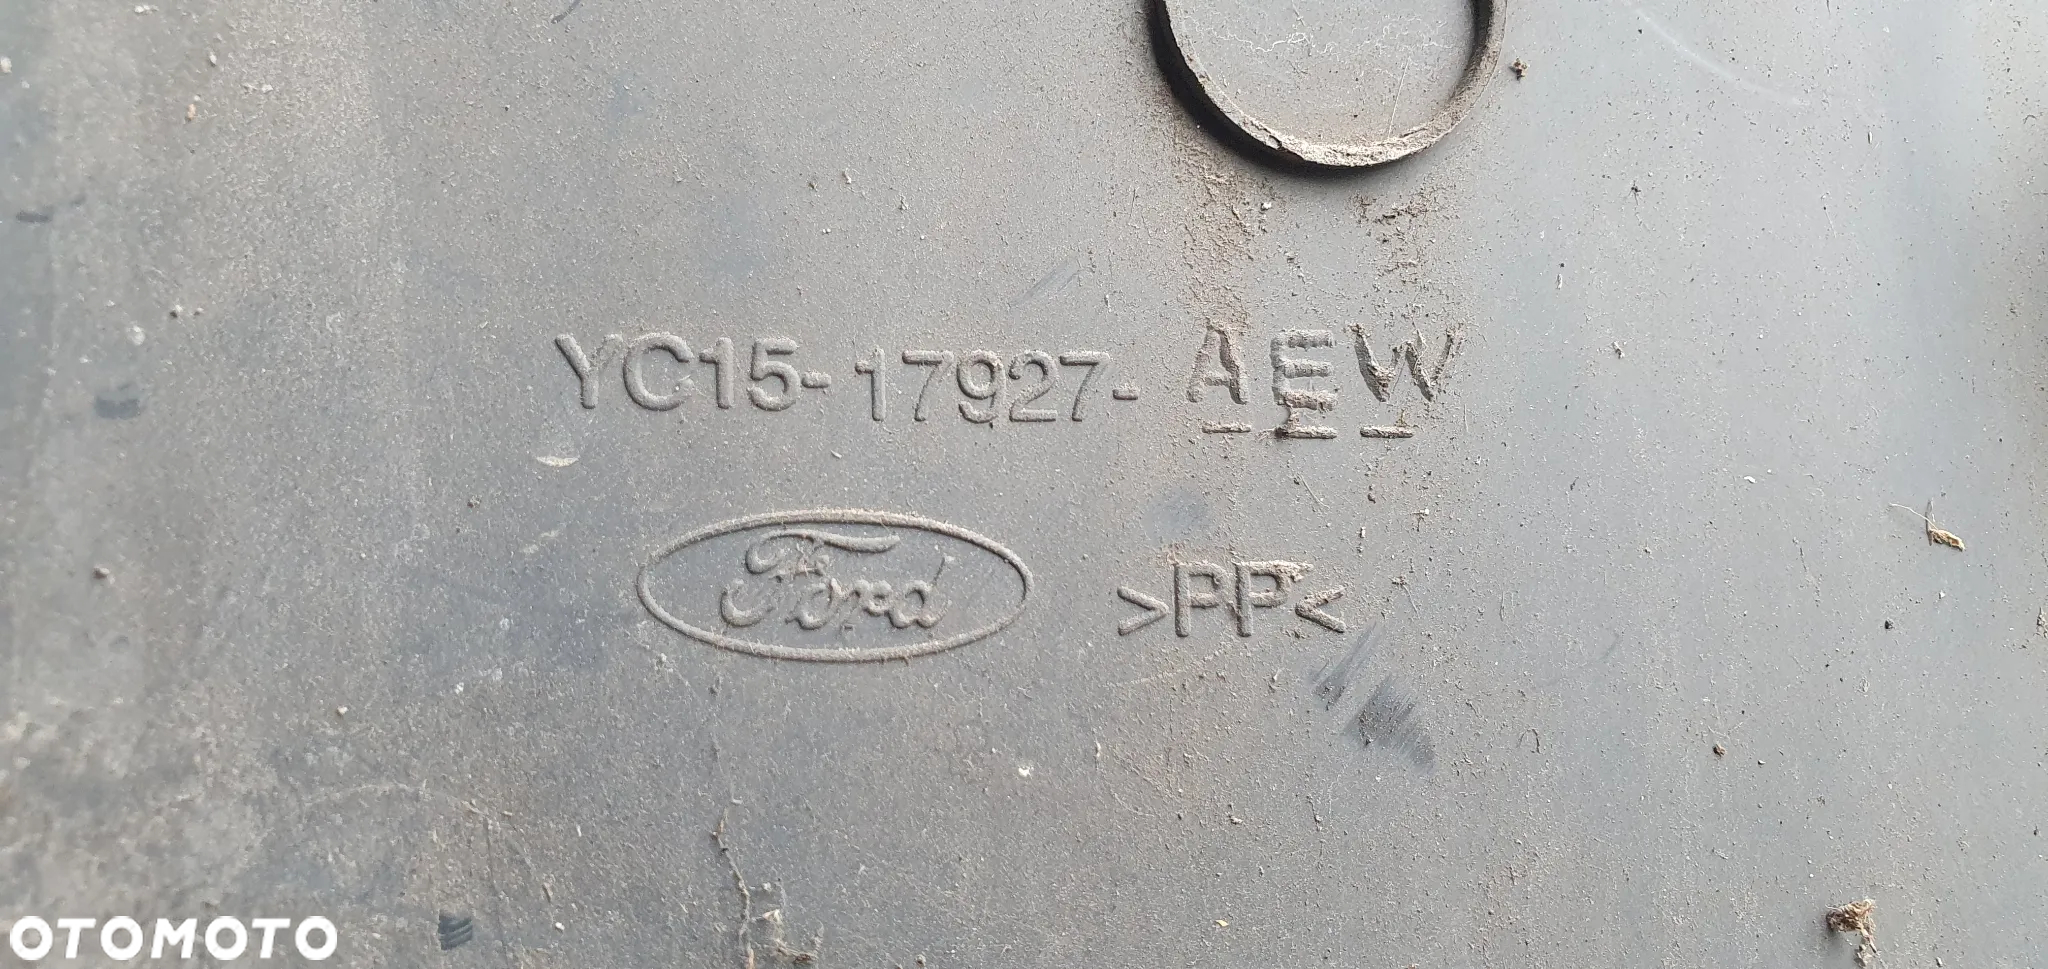 YC15-17927-AEW
Ford
>PP<
OTOMOTO